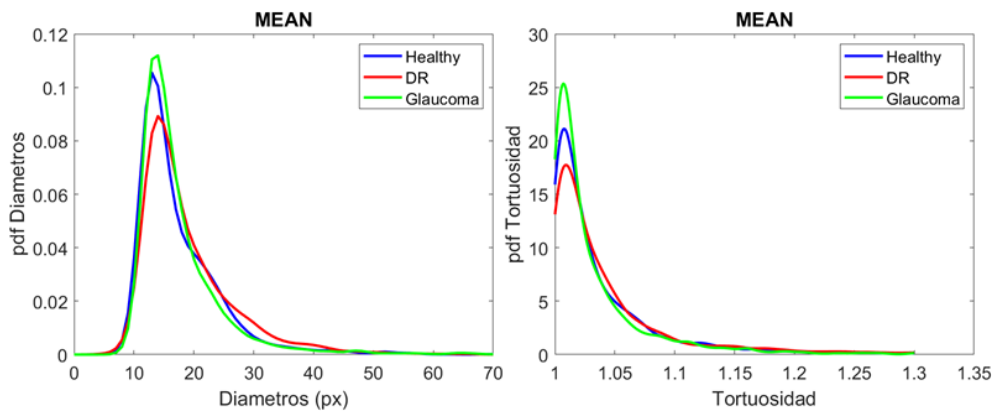 MEAN
pdf Diametros
0.12
0.1
0.08
0.06
0.04
0.02
0
0 10 20 30 40 50 60 70
Diametros (px)
Healthy
DR
Glaucoma
MEAN
pdf Tortuosidad
30
25
20
15
10
5
0
1 1.05 1.1 1.15 1.2 1.25 1.3 1.35
Tortuosidad
Healthy
DR
Glaucoma